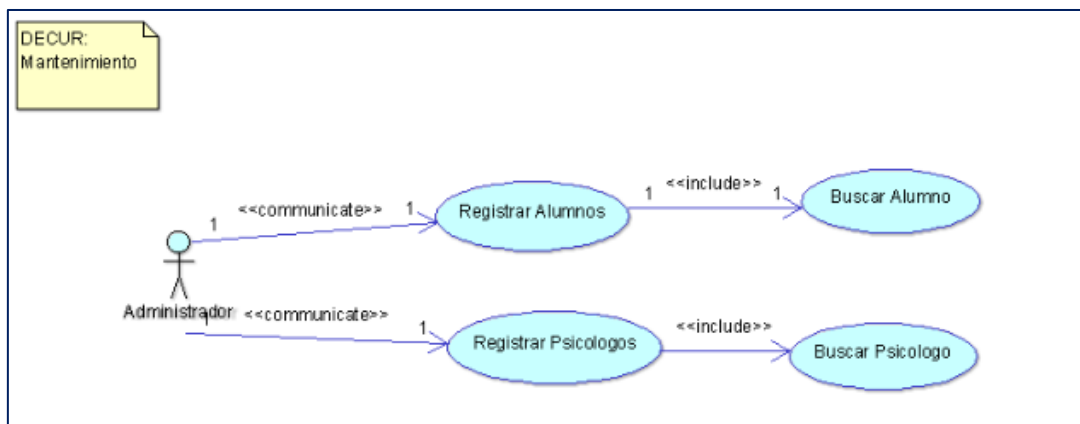 DECUR:
Mantenimiento
<<communicate>>
1
1
Registrar Alumnos
<<include>>
1
1
Buscar Alumno
Administrador
1
<<communicate>>
1
Registrar Psicologos
<<include>>
Buscar Psicologo